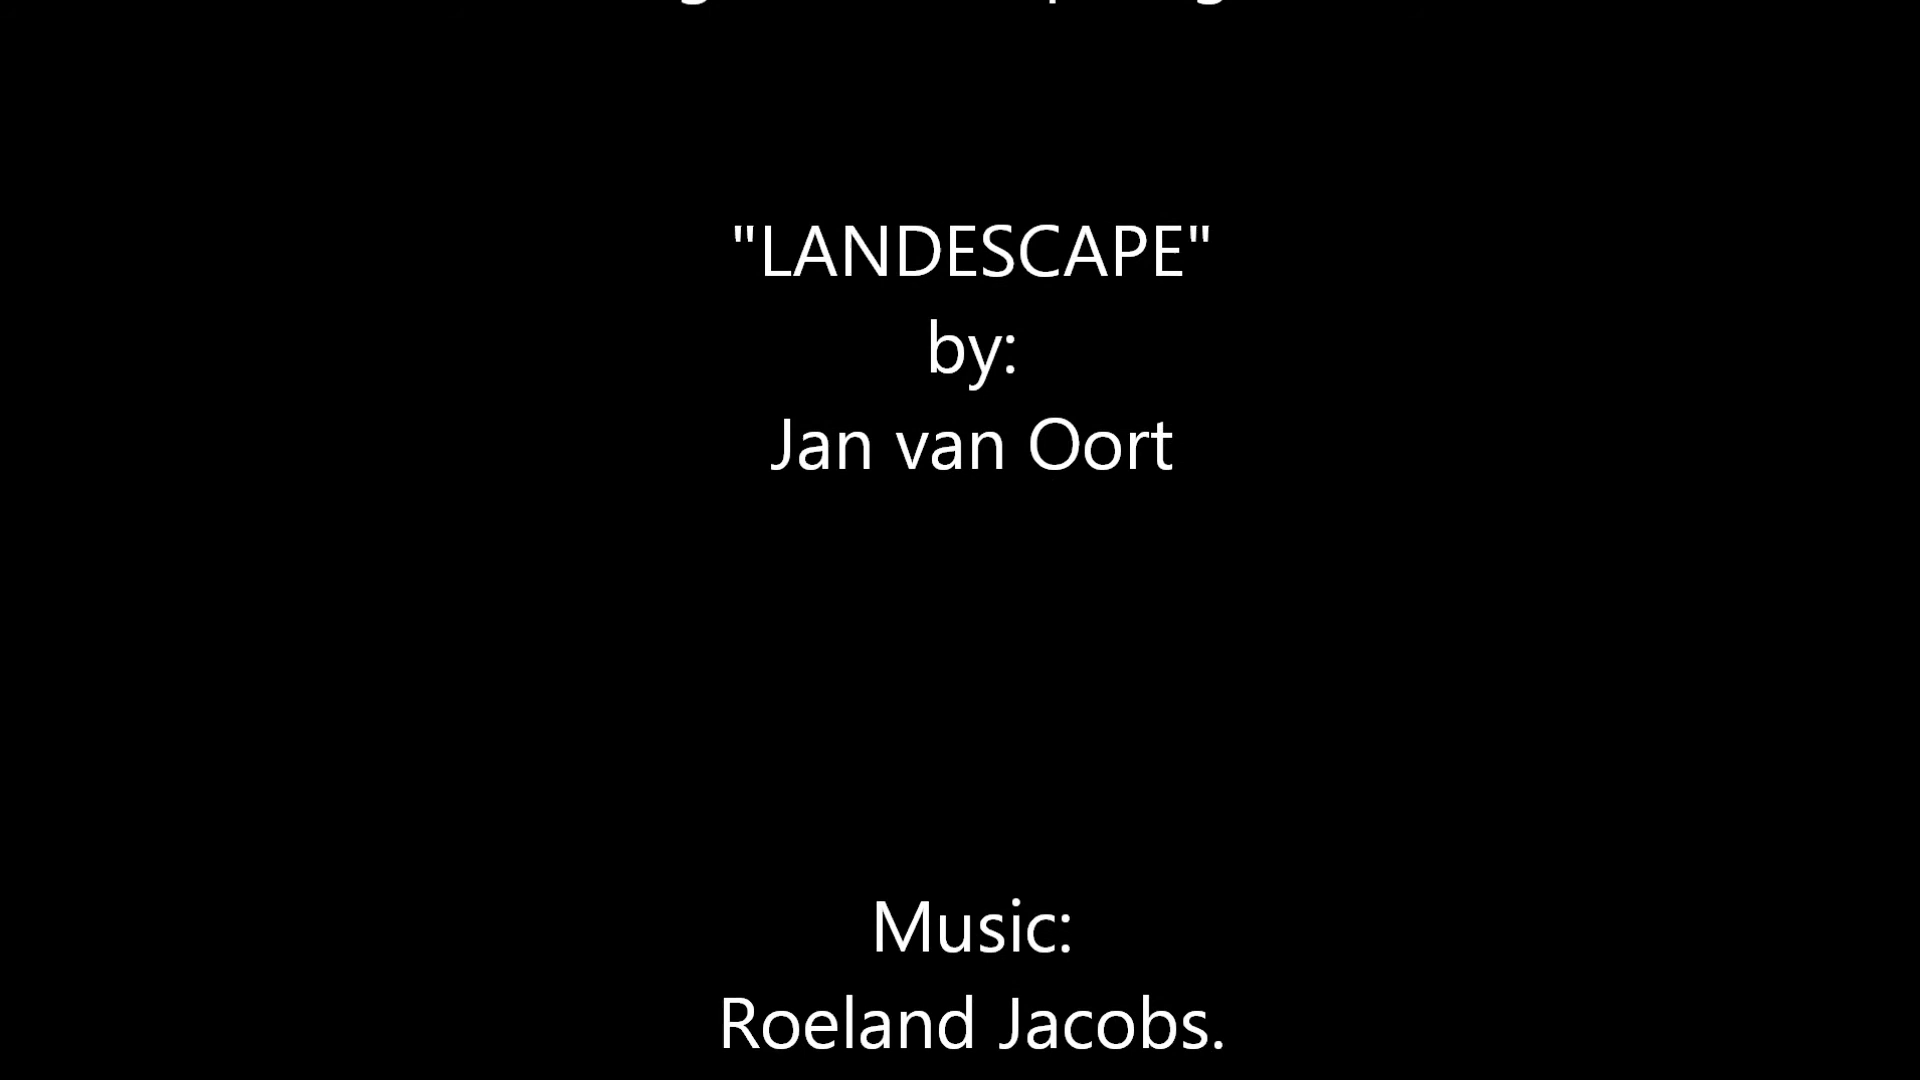 "LANDESCAPE"
by:
Jan van Oort
Music:
Roeland Jacobs.